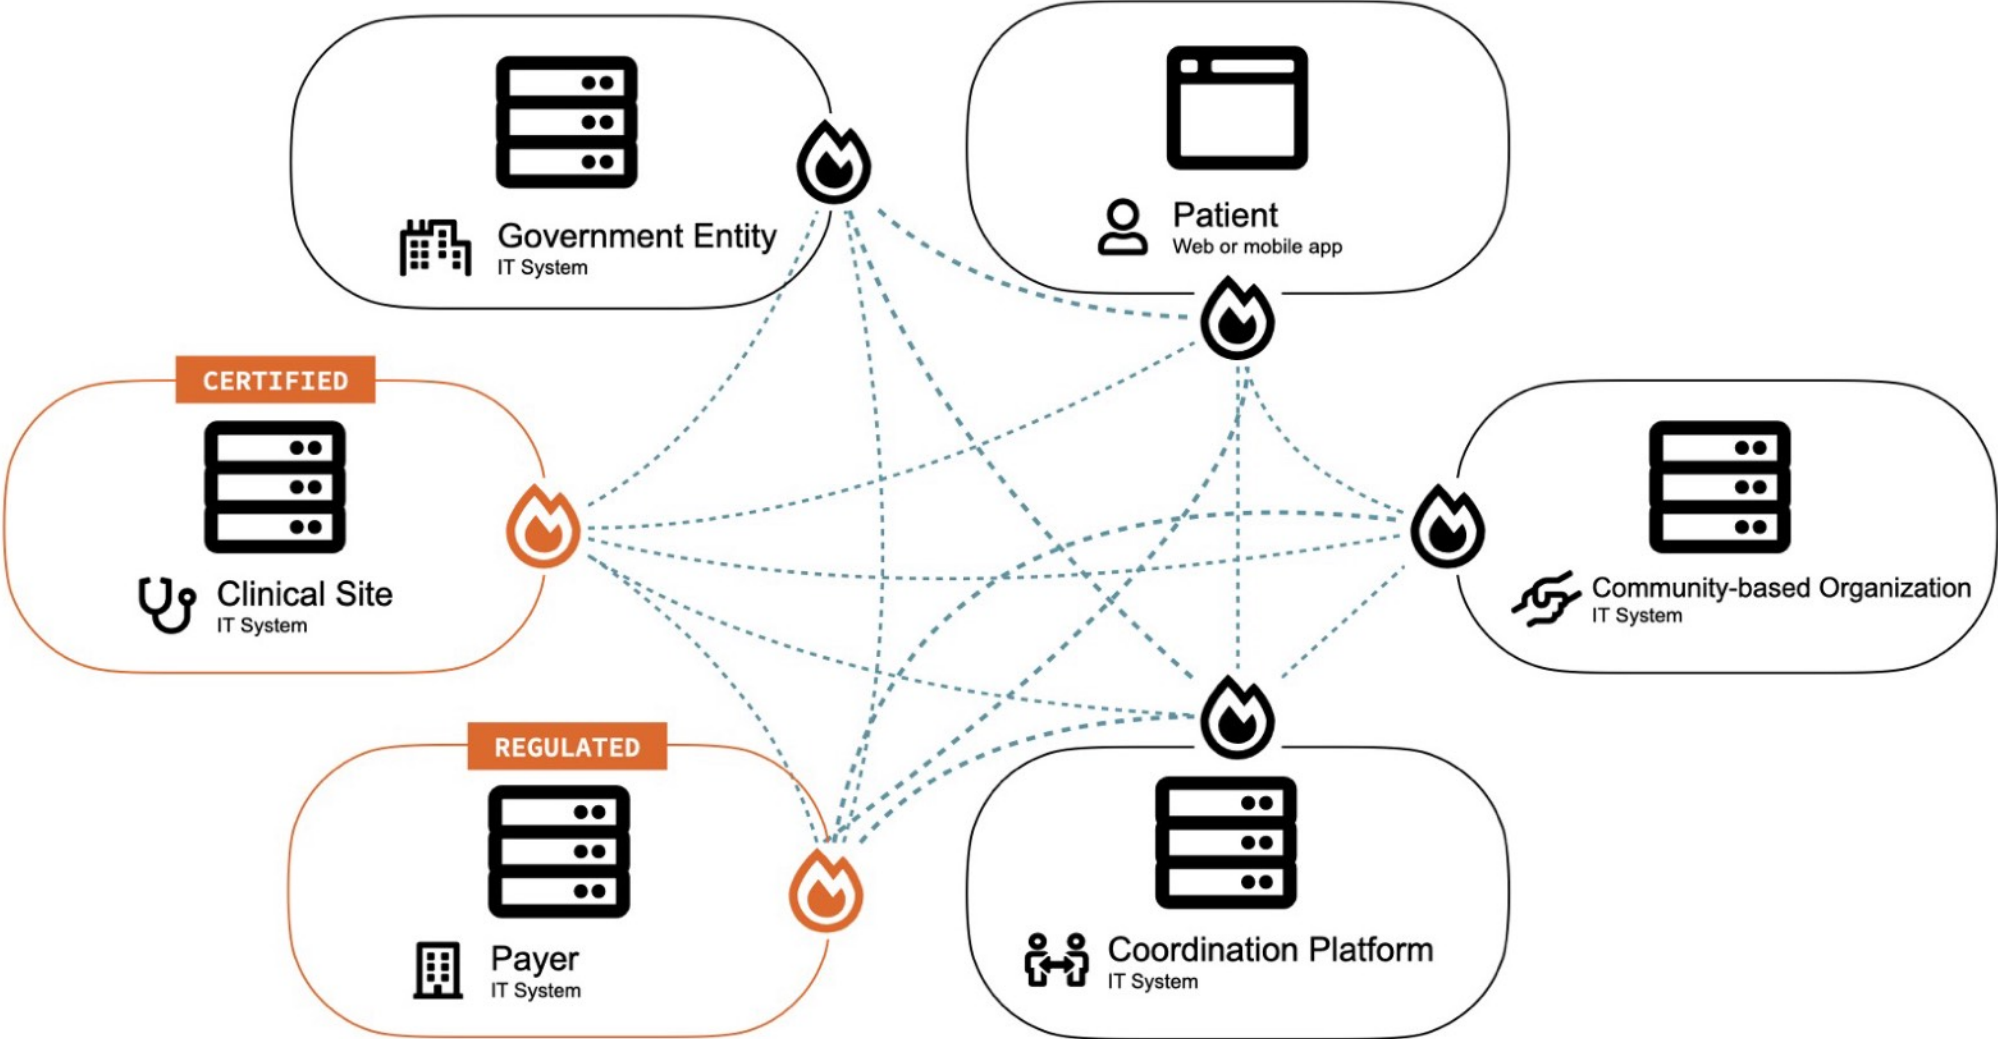 Government Entity
IT System
Patient
Web or mobile app
CERTIFIED
Clinical Site
IT System
Community-based Organization
IT System
REGULATED
Payer
IT System
Coordination Platform
IT System